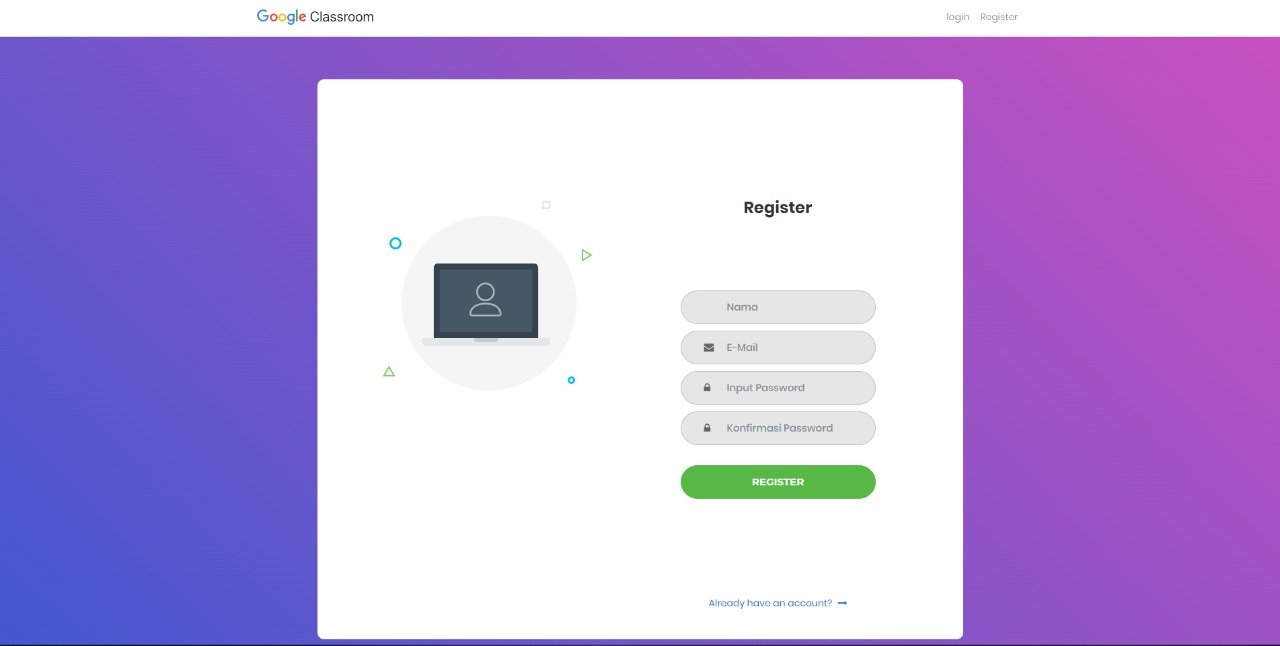 Google Classroom
login Register
Register
Nama
E-Mail
Input Password
Konfirmasi Password
REGISTER
Already have an account?